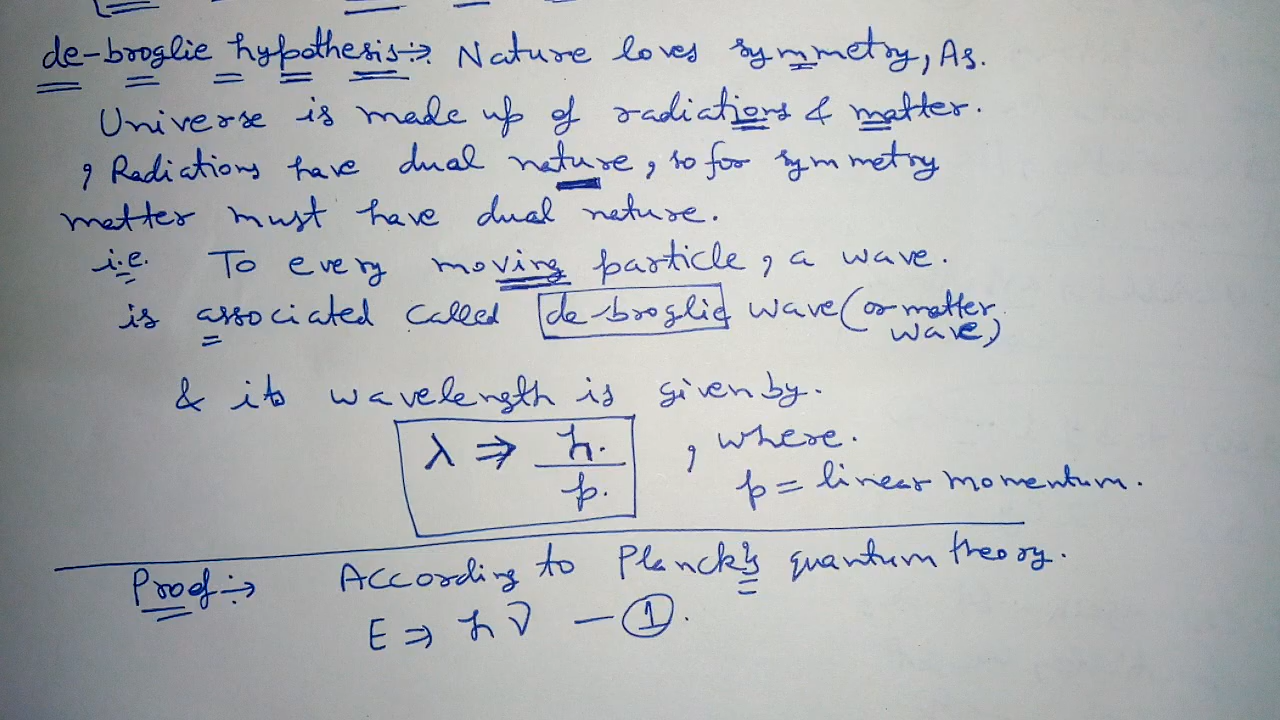 de-broglie hypothesis :→ Nature loves symmetry, As.
Universe is made up of radiations & matter.
, Radiations have dual nature, so for symmetry
matter must have dual nature.
i.e. To every moving particle, a wave.
is associated called de-broglie wave (or matter
wave)
& its wavelength is given by.
λ ⇒ h. / p. , where.
p = linear momentum.
Proof :→ According to Planck's quantum theory.
E ⇒ hν — ①.